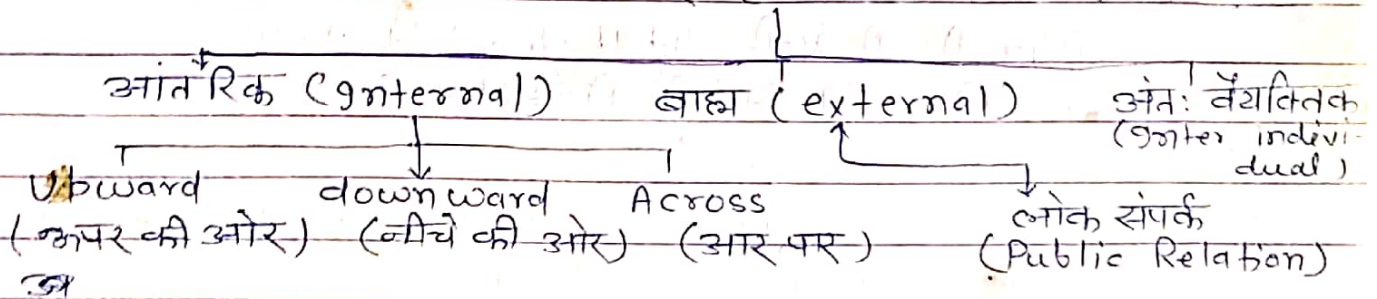 आंतरिक (Internal) बाह्य (external) अंत: वैयक्तिक
(Inter indivi-
dual)
Upward downward Across लोक संपर्क
(ऊपर की ओर) (नीचे की ओर) (आर पार) (Public Relation)